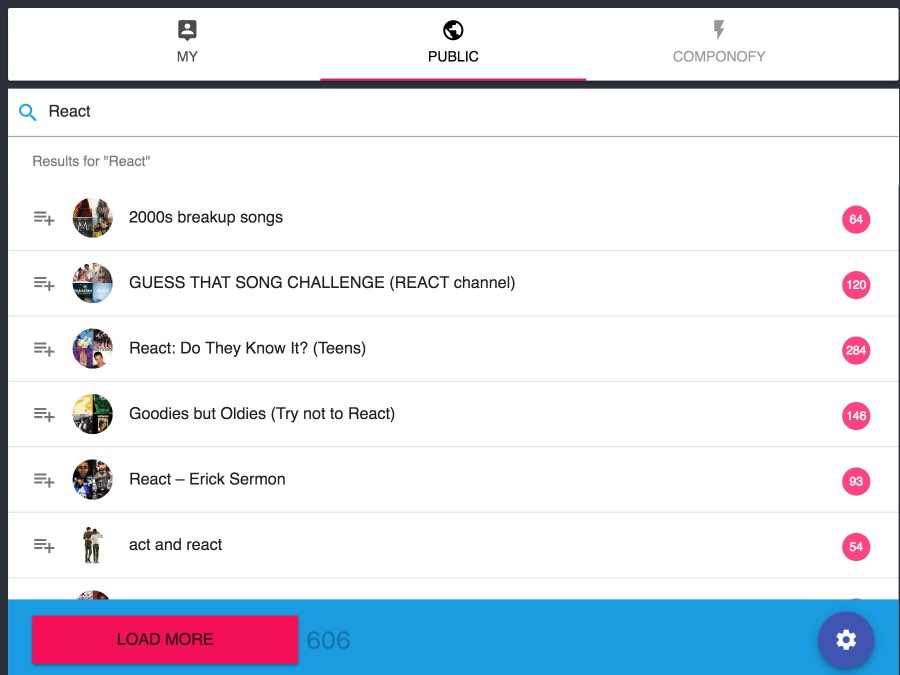 MY
PUBLIC
COMPONOFY
React
Results for "React"
2000s breakup songs
64
GUESS THAT SONG CHALLENGE (REACT channel)
120
React: Do They Know It? (Teens)
284
Goodies but Oldies (Try not to React)
146
React – Erick Sermon
93
act and react
54
LOAD MORE
606